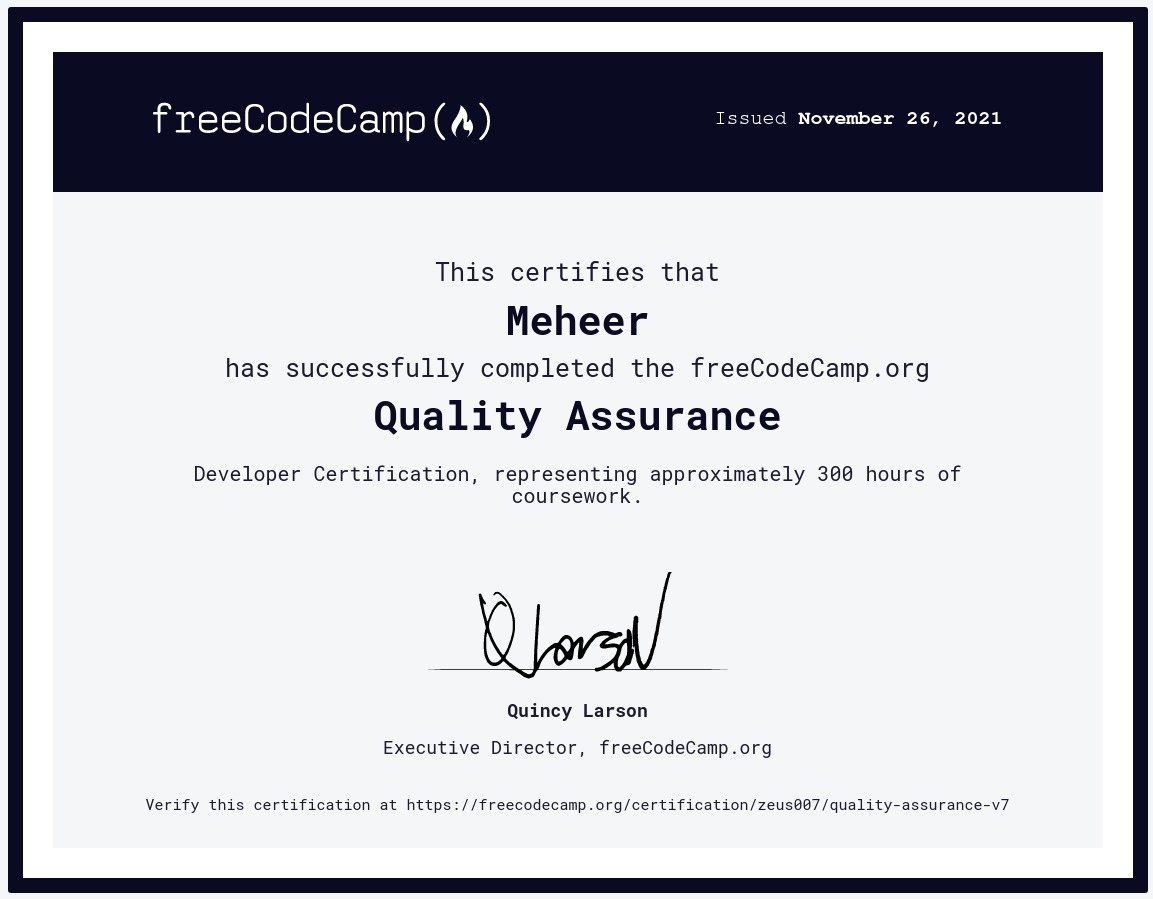 freeCodeCamp(🔥)
Issued November 26, 2021
This certifies that
Meheer
has successfully completed the freeCodeCamp.org
Quality Assurance
Developer Certification, representing approximately 300 hours of
coursework.
Q Larson
Quincy Larson
Executive Director, freeCodeCamp.org
Verify this certification at https://freecodecamp.org/certification/zeus007/quality-assurance-v7